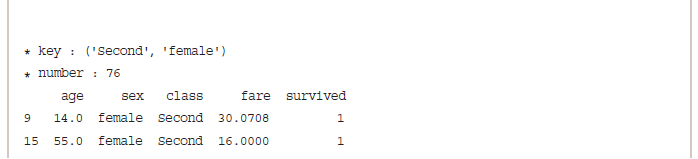 * key : ('Second', 'female')
* number : 76
age sex class fare survived
9 14.0 female Second 30.0708 1
15 55.0 female Second 16.0000 1